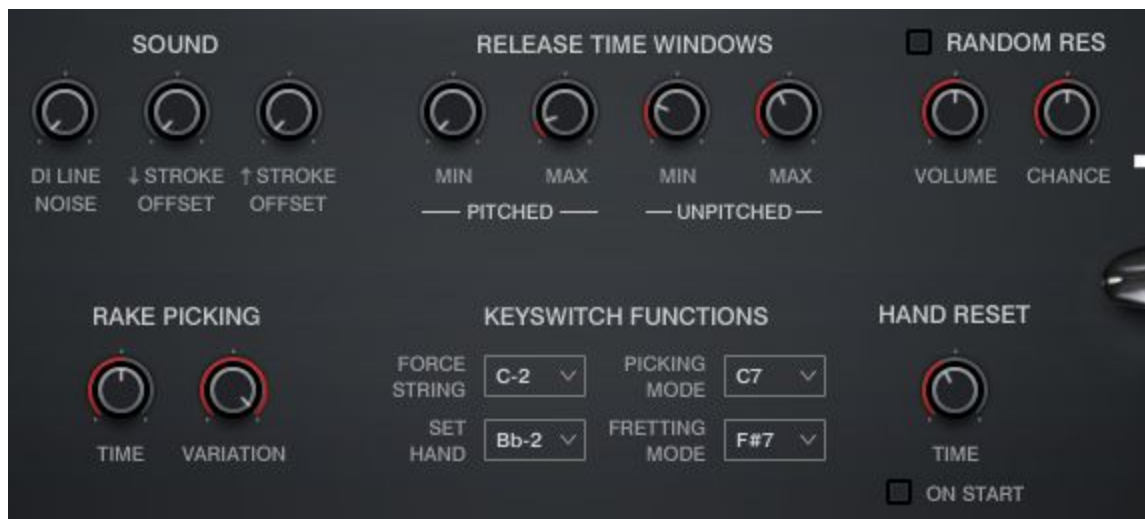 SOUND
DI LINE NOISE
↓ STROKE OFFSET
↑ STROKE OFFSET
RELEASE TIME WINDOWS
MIN
MAX
PITCHED
MIN
MAX
UNPITCHED
RANDOM RES
VOLUME
CHANCE
RAKE PICKING
TIME
VARIATION
KEYSWITCH FUNCTIONS
FORCE STRING
C-2
PICKING MODE
C7
SET HAND
Bb-2
FRETTING MODE
F#7
HAND RESET
TIME
ON START